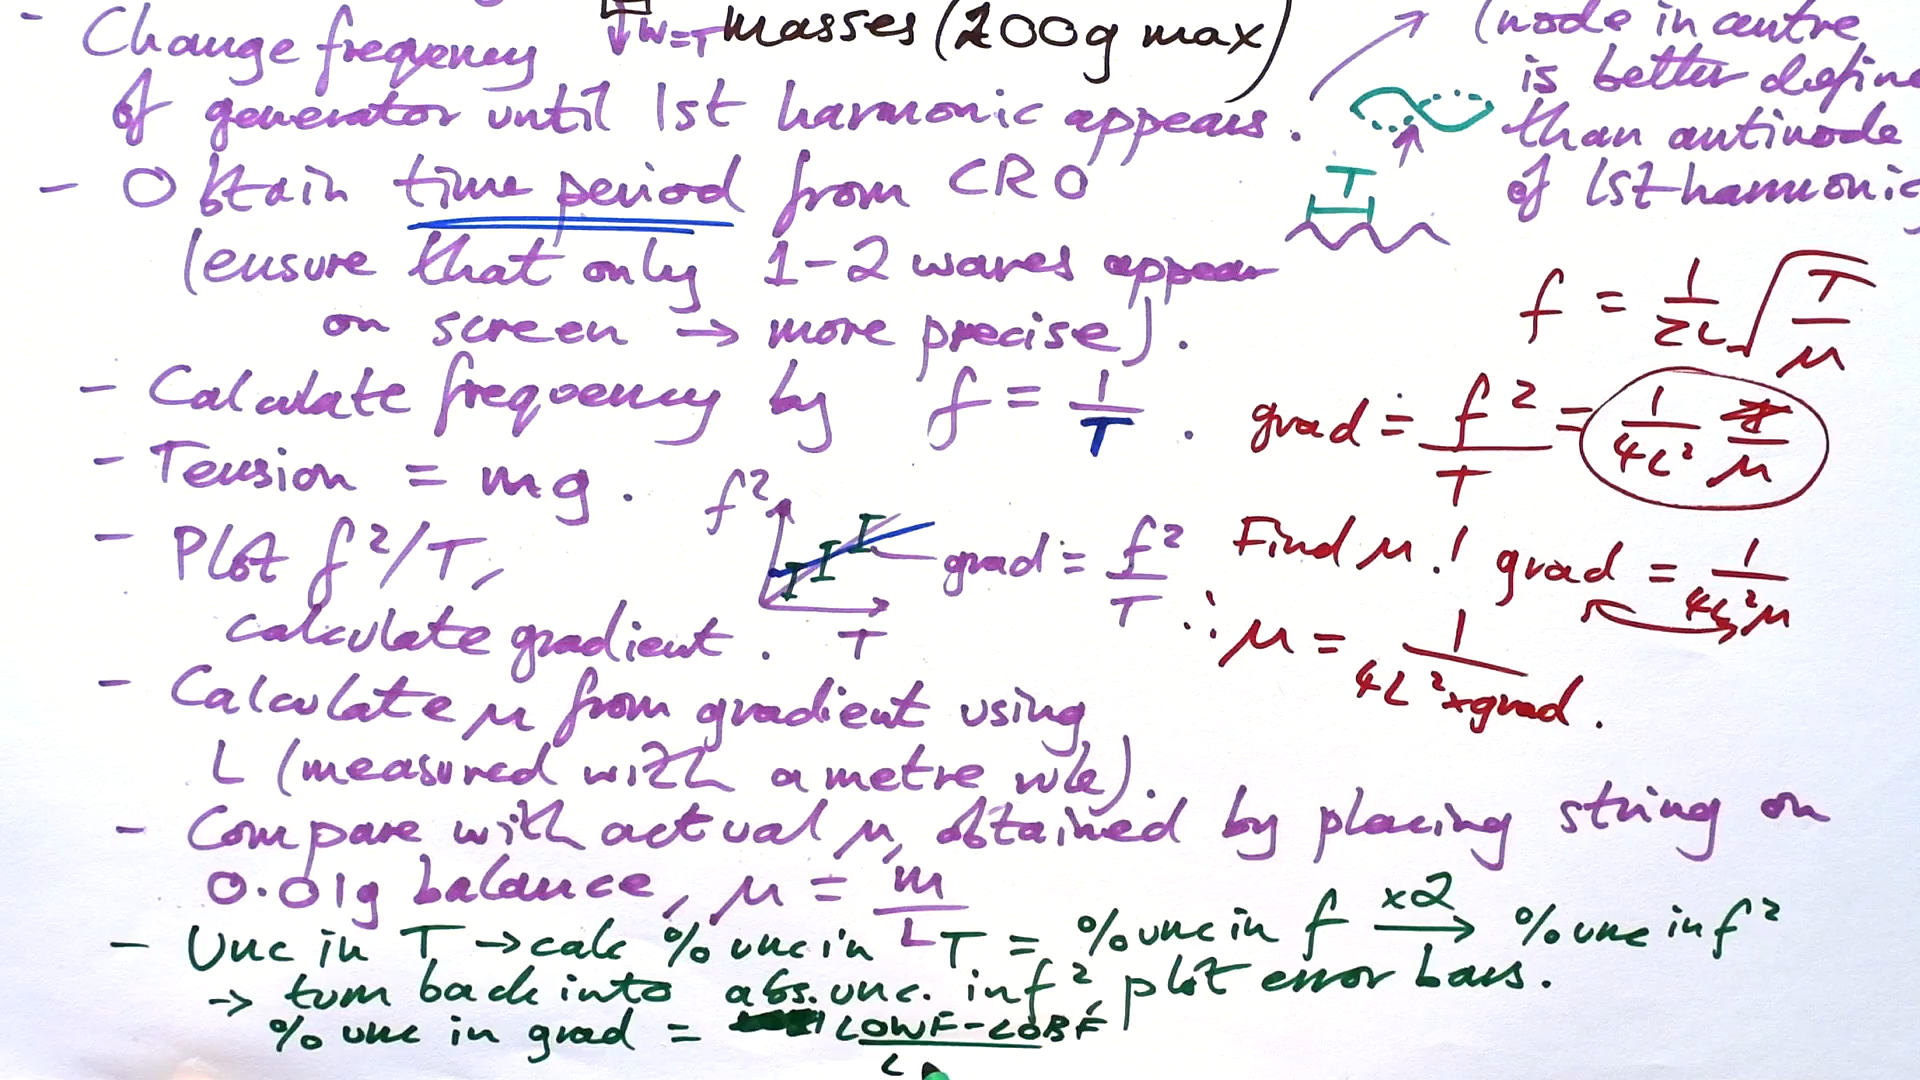 - Change frequency
W=T masses (200g max)
of generator until 1st harmonic appears.
(node in centre
is better define
than antinode
of 1st harmonic
- Obtain time period from CRO
T
(ensure that only 1-2 waves appear
on screen → more precise).
f = 1/2L √T/μ
- Calculate frequency by f = 1/T.
grad = f²/T = 1/4L² T/μ
- Tension = mg.
- Plot f²/T,
calculate gradient.
f²
T
grad = f²/T
Find μ! grad = 1/4L²μ
∴ μ = 1/4L²×grad.
- Calculate μ from gradient using
L (measured with a metre rule).
- Compare with actual μ, obtained by placing string on
0.01g balance, μ = m/L
- Unc in T → calc % unc in T = % unc in f ×2→ % unc in f²
→ turn back into abs. unc. in f², plot error bars.
% unc in grad = LOWF-LOBF
L